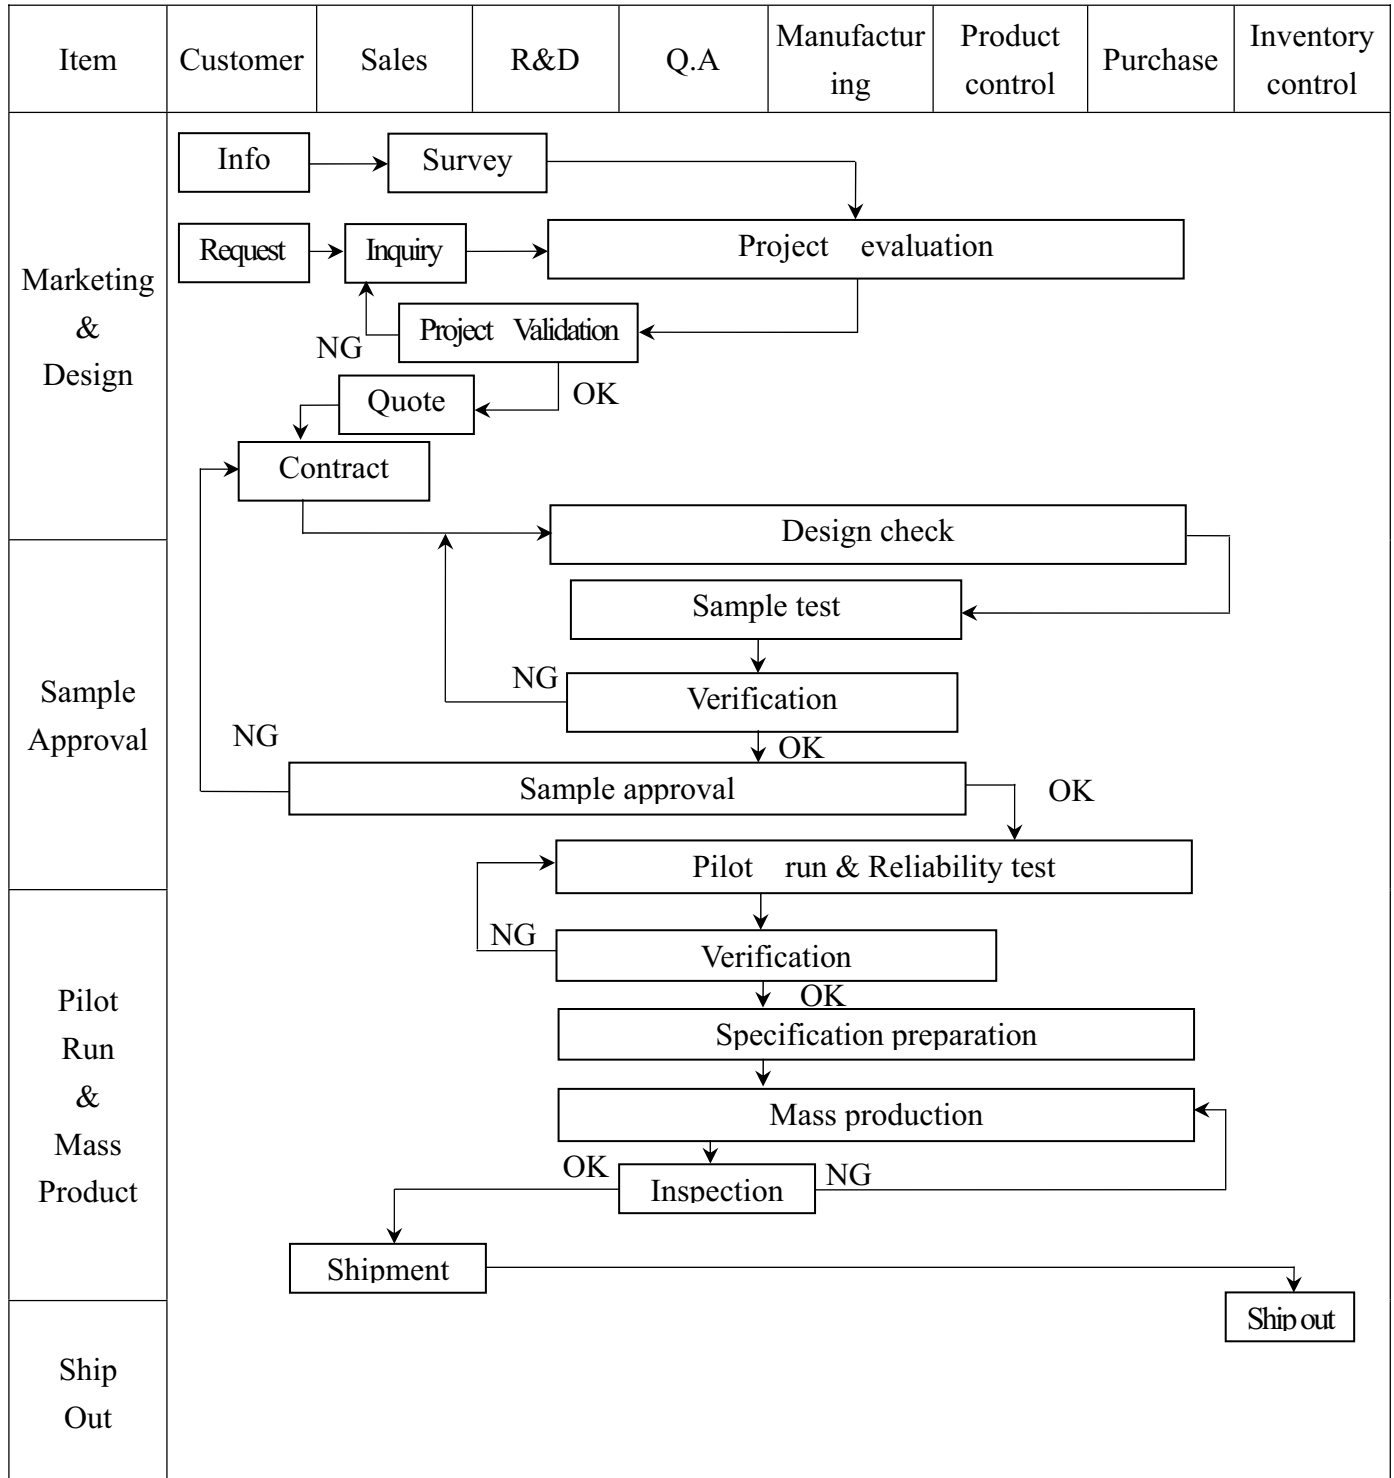 Item
Customer
Sales
R&D
Q.A
Manufactur
ing
Product
control
Purchase
Inventory
control
Marketing
&
Design
Info
Survey
Request
Inquiry
Project evaluation
Project Validation
NG
OK
Quote
Contract
Design check
Sample
Approval
Sample test
NG
Verification
OK
NG
Sample approval
OK
Pilot run & Reliability test
Pilot
Run
&
Mass
Product
NG
Verification
OK
Specification preparation
Mass production
OK
Inspection
NG
Shipment
Ship out
Ship
Out